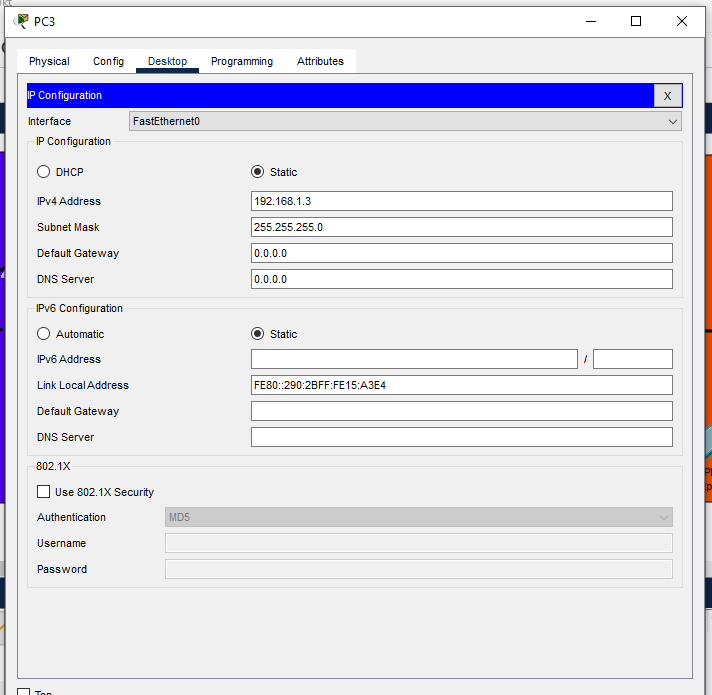 PC3
Physical Config Desktop Programming Attributes
IP Configuration X
Interface FastEthernet0
IP Configuration
DHCP Static
IPv4 Address 192.168.1.3
Subnet Mask 255.255.255.0
Default Gateway 0.0.0.0
DNS Server 0.0.0.0
IPv6 Configuration
Automatic Static
IPv6 Address /
Link Local Address FE80::290:2BFF:FE15:A3E4
Default Gateway
DNS Server
802.1X
Use 802.1X Security
Authentication MD5
Username
Password
Top